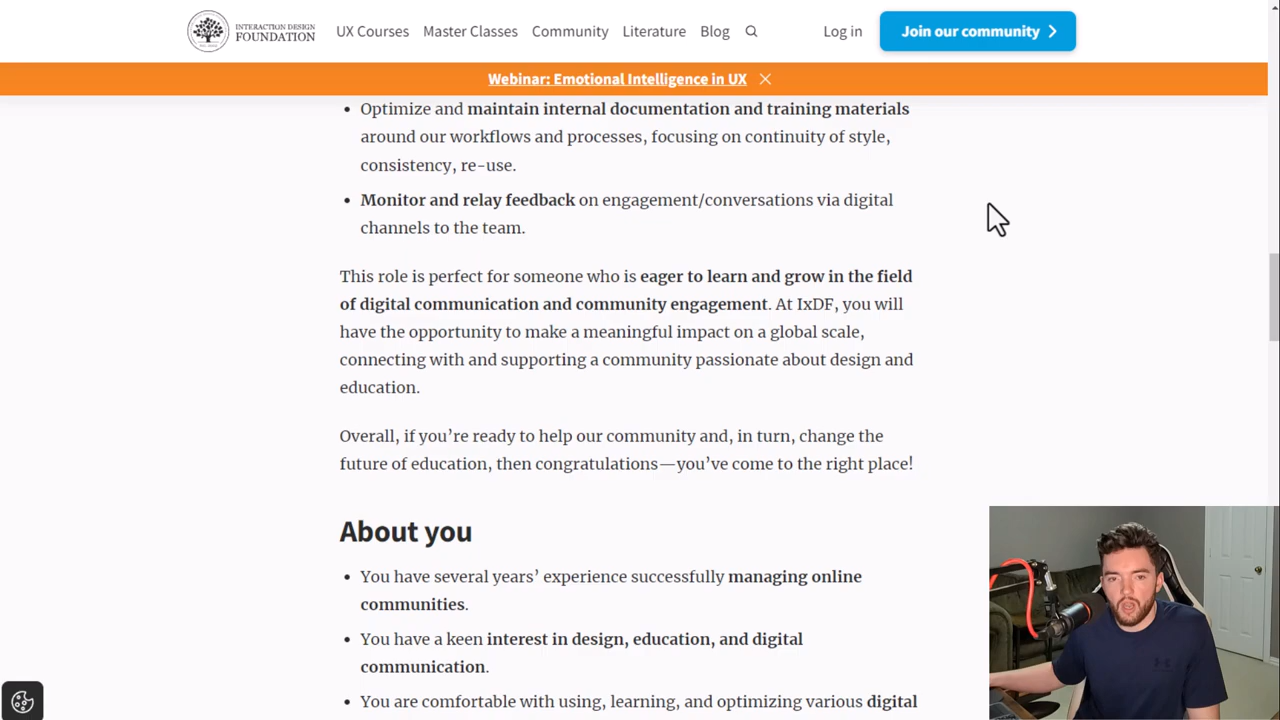 INTERACTION DESIGN
FOUNDATION
UX Courses Master Classes Community Literature Blog Log in Join our community
Webinar: Emotional Intelligence in UX
• Optimize and maintain internal documentation and training materials
around our workflows and processes, focusing on continuity of style,
consistency, re-use.
• Monitor and relay feedback on engagement/conversations via digital
channels to the team.
This role is perfect for someone who is eager to learn and grow in the field
of digital communication and community engagement. At IxDF, you will
have the opportunity to make a meaningful impact on a global scale,
connecting with and supporting a community passionate about design and
education.
Overall, if you’re ready to help our community and, in turn, change the
future of education, then congratulations—you’ve come to the right place!
About you
• You have several years’ experience successfully managing online
communities.
• You have a keen interest in design, education, and digital
communication.
• You are comfortable with using, learning, and optimizing various digital